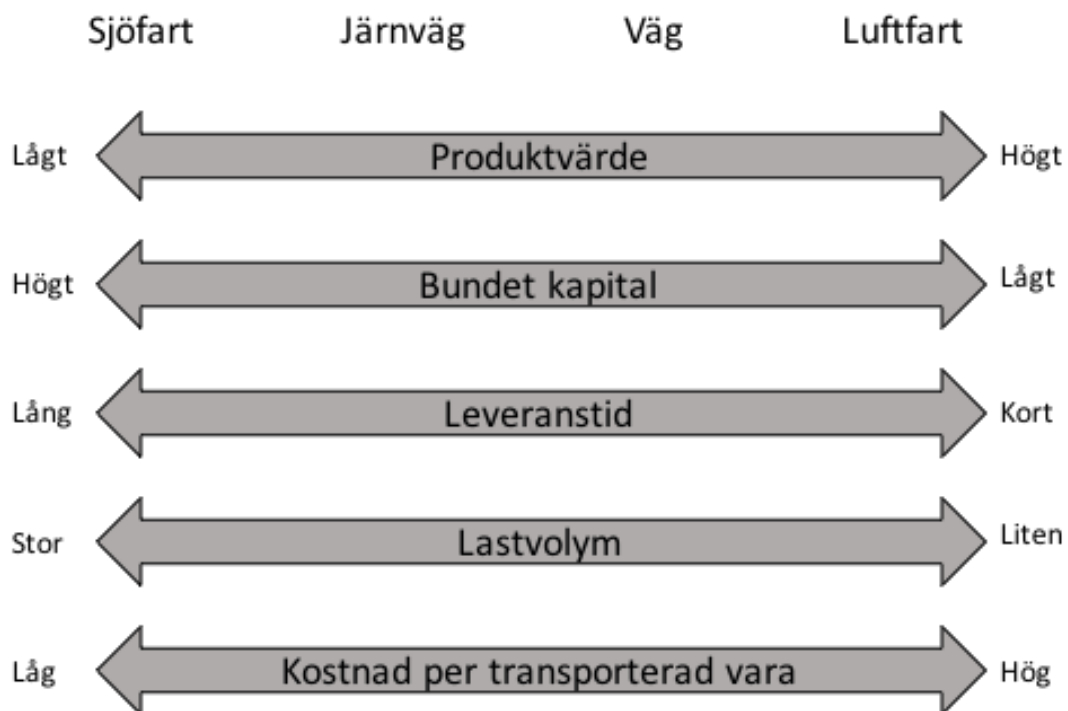 Sjöfart Järnväg Väg Luftfart
Lågt Produktvärde Högt
Högt Bundet kapital Lågt
Lång Leveranstid Kort
Stor Lastvolym Liten
Låg Kostnad per transporterad vara Hög